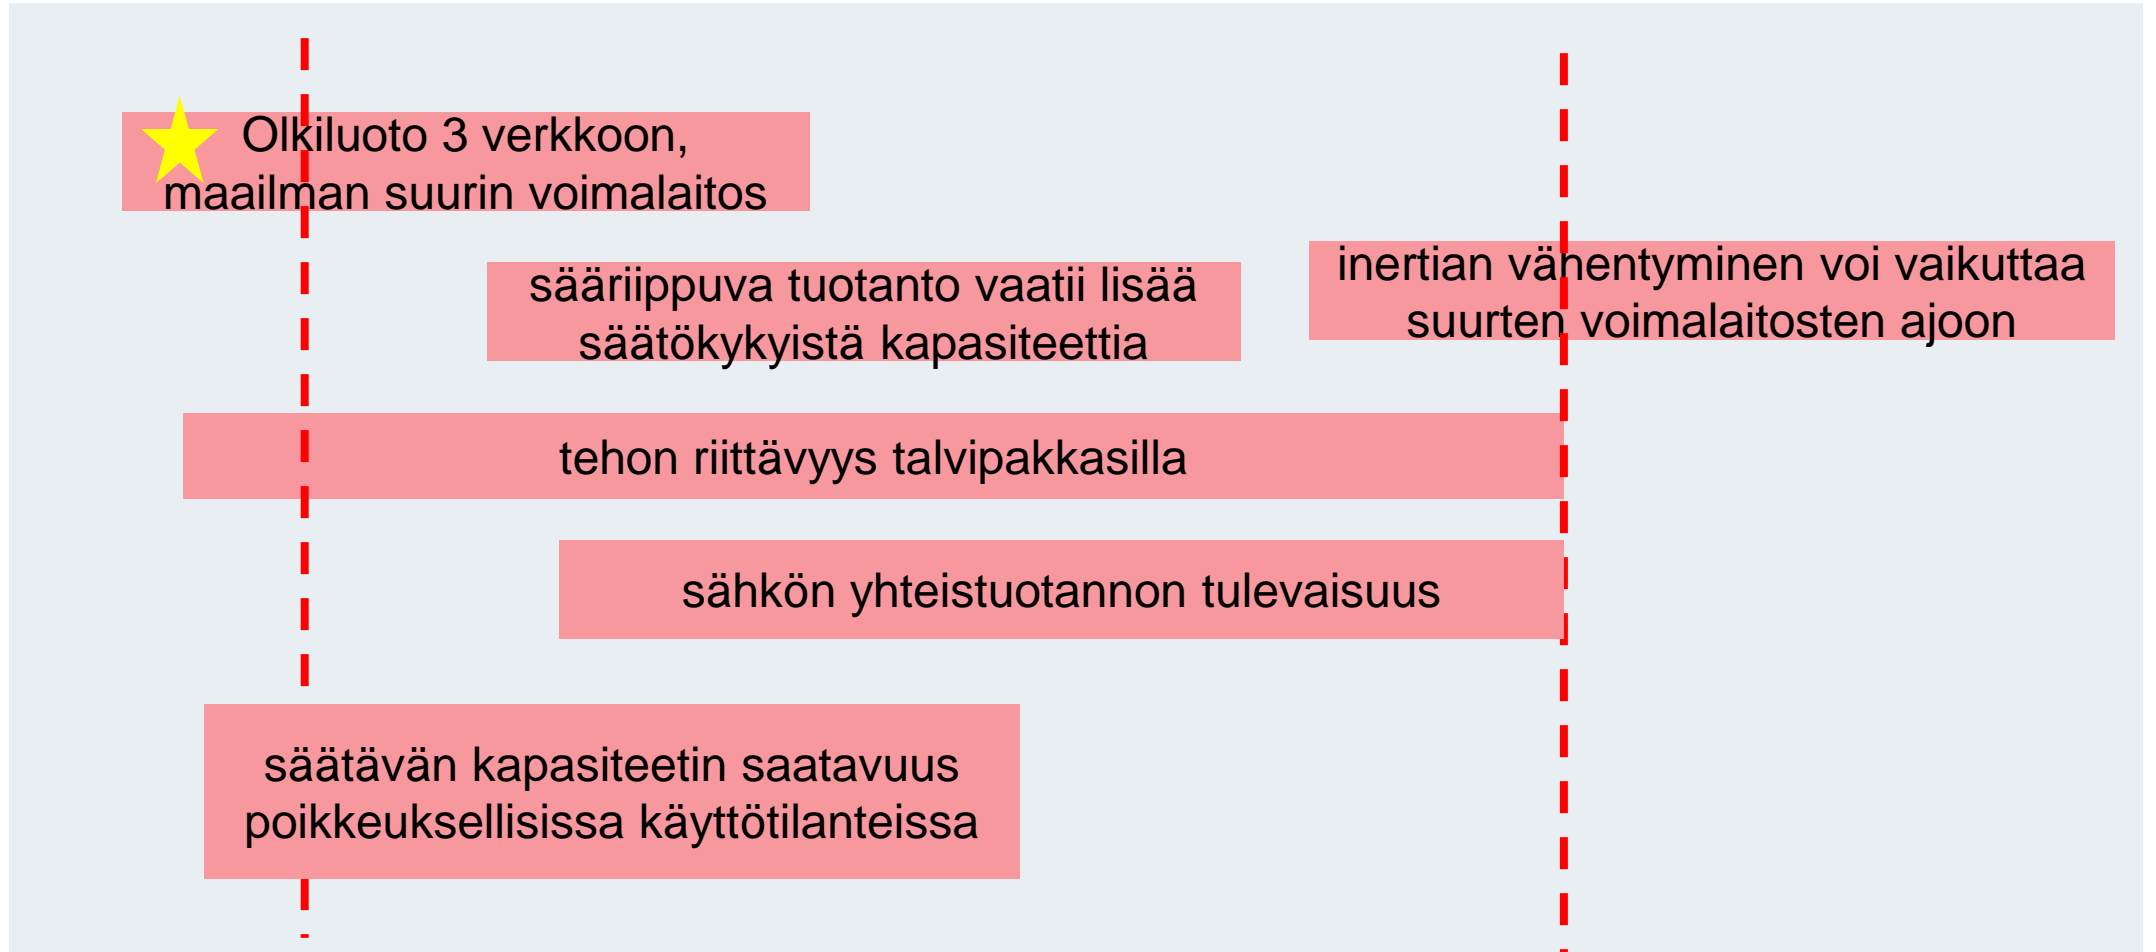 Olkiluoto 3 verkkoon,
maailman suurin voimalaitos
sääriippuva tuotanto vaatii lisää
säätökykyistä kapasiteettia
inertian vähentyminen voi vaikuttaa
suurten voimalaitosten ajoon
tehon riittävyys talvipakkasilla
sähkön yhteistuotannon tulevaisuus
säätävän kapasiteetin saatavuus
poikkeuksellisissa käyttötilanteissa